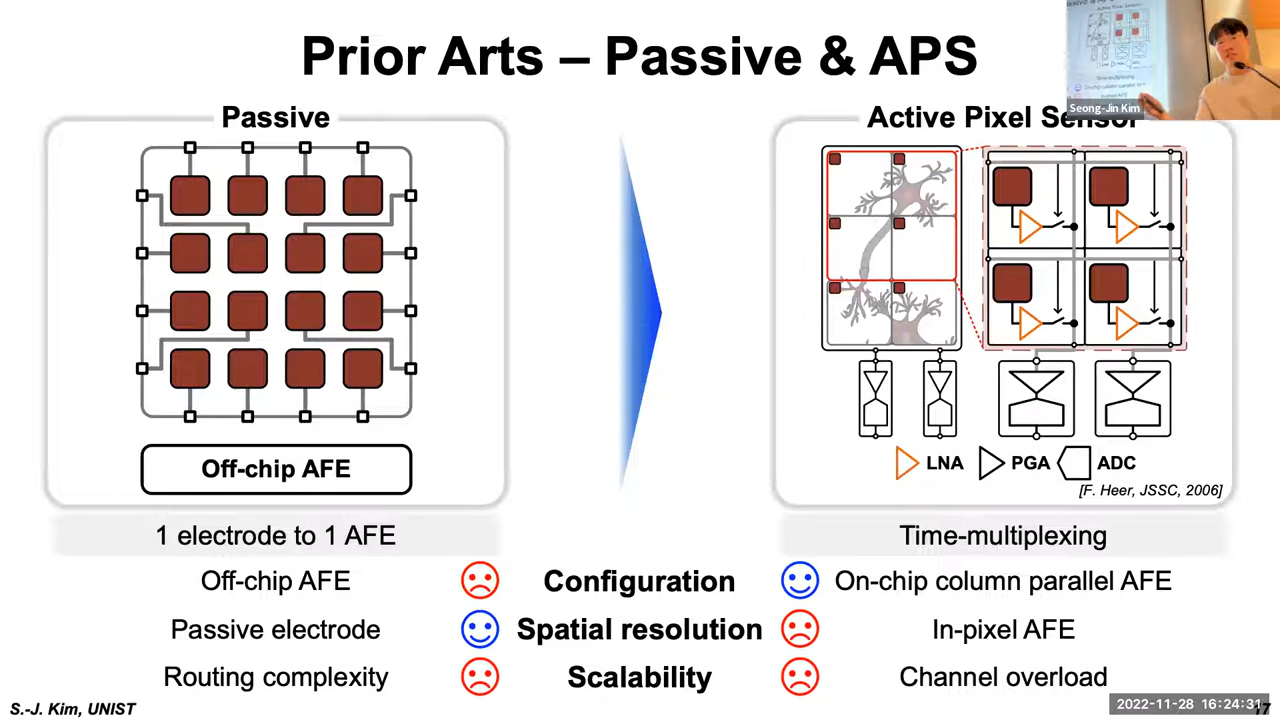 Prior Arts – Passive & APS
Seong-Jin Kim
Passive
Active Pixel Sensor
Off-chip AFE
LNA
PGA
ADC
[F. Heer, JSSC, 2006]
1 electrode to 1 AFE
Time-multiplexing
Off-chip AFE
Configuration
On-chip column parallel AFE
Passive electrode
Spatial resolution
In-pixel AFE
Routing complexity
Scalability
Channel overload
S.-J. Kim, UNIST
2022-11-28 16:24:31
17